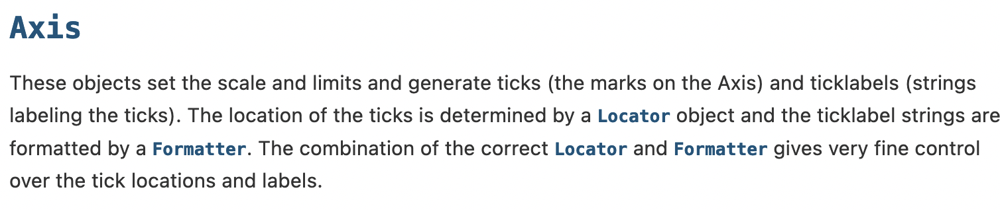 Axis
These objects set the scale and limits and generate ticks (the marks on the Axis) and ticklabels (strings
labeling the ticks). The location of the ticks is determined by a Locator object and the ticklabel strings are
formatted by a Formatter. The combination of the correct Locator and Formatter gives very fine control
over the tick locations and labels.